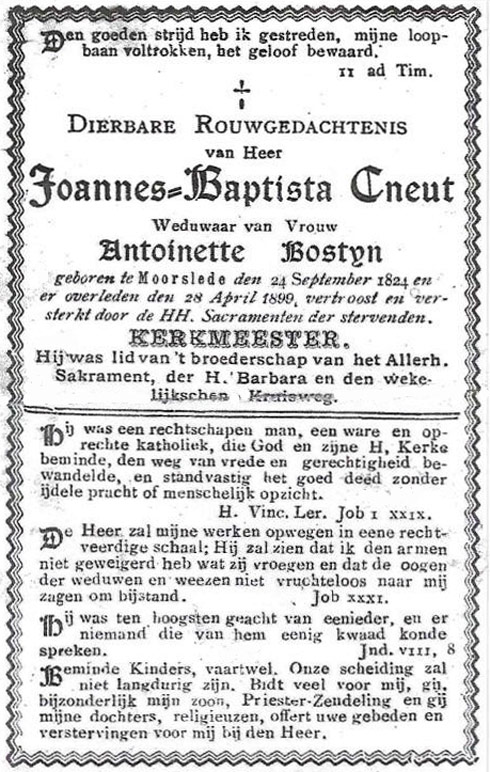 Den goeden strijd heb ik gestreden, mijne loop-
baan voltrokken, het geloof bewaard.
II ad Tim.
DIERBARE ROUWGEDACHTENIS
van Heer
Joannes=Baptista Cneut
Weduwaar van Vrouw
Antoinette Bostyn
geboren te Moorslede den 24 September 1824 en
er overleden den 28 April 1899, vertroost en ver-
sterkt door de HH. Sacramenten der stervenden.
KERKMEESTER.
Hij was lid van 't broederschap van het Allerh.
Sakrament, der H. Barbara en den weke-
lijkschen Kruisweg.
Hij was een rechtschapen man, een ware en op-
rechte katholiek, die God en zijne H, Kerke
beminde, den weg van vrede en gerechtigheid be-
wandelde, en standvastig het goed deed zonder
ijdele pracht of menschelijk opzicht.
H. Vinc. Ler. Job I XXIX.
De Heer zal mijne werken opwegen in eene recht-
veerdige schaal; Hij zal zien dat ik den armen
niet geweigerd heb wat zij vroegen en dat de oogen
der weduwen en weezen niet vruchteloos naar mij
zagen om bijstand. Job XXXI.
Hij was ten hoogsten geacht van eenieder, en er
niemand die van hem eenig kwaad konde
spreken. Jnd. VIII, 8
Beminde Kinders, vaartwel. Onze scheiding zal
niet langdurig zijn. Bidt veel voor mij, gij,
bijzonderlijk mijn zoon, Priester-Zendeling en gij
mijne dochters, religieuzen, offert uwe gebeden en
verstervingen voor mij bij den Heer.